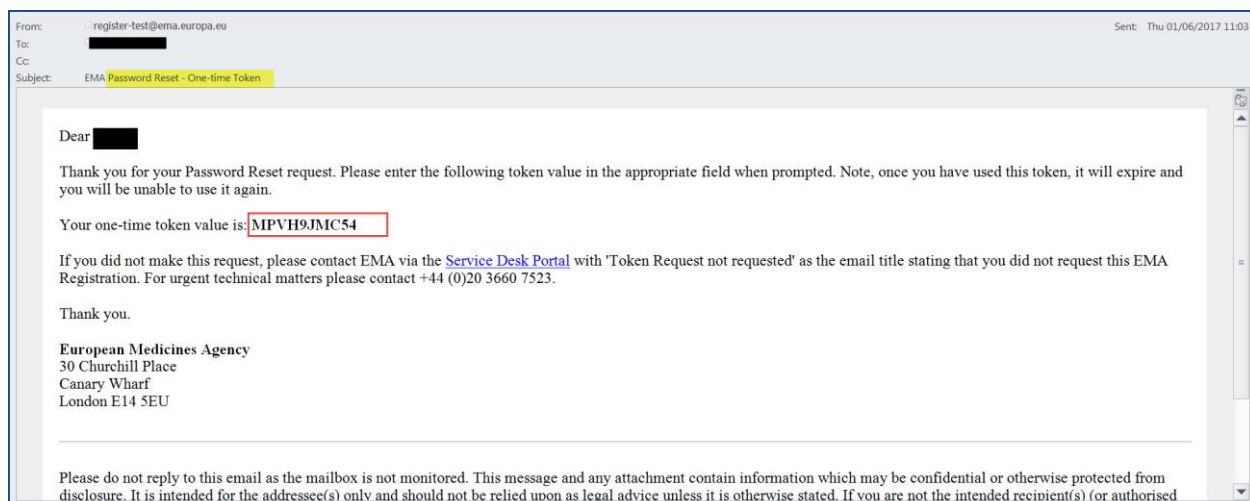 From: register-test@ema.europa.eu Sent: Thu 01/06/2017 11:03
To:
Cc:
Subject: EMA Password Reset - One-time Token
Dear
Thank you for your Password Reset request. Please enter the following token value in the appropriate field when prompted. Note, once you have used this token, it will expire and
you will be unable to use it again.
Your one-time token value is: MPVH9JMC54
If you did not make this request, please contact EMA via the Service Desk Portal with 'Token Request not requested' as the email title stating that you did not request this EMA
Registration. For urgent technical matters please contact +44 (0)20 3660 7523.
Thank you.
European Medicines Agency
30 Churchill Place
Canary Wharf
London E14 5EU
Please do not reply to this email as the mailbox is not monitored. This message and any attachment contain information which may be confidential or otherwise protected from
disclosure. It is intended for the addressee(s) only and should not be relied upon as legal advice unless it is otherwise stated. If you are not the intended recipient(s) (or authorised